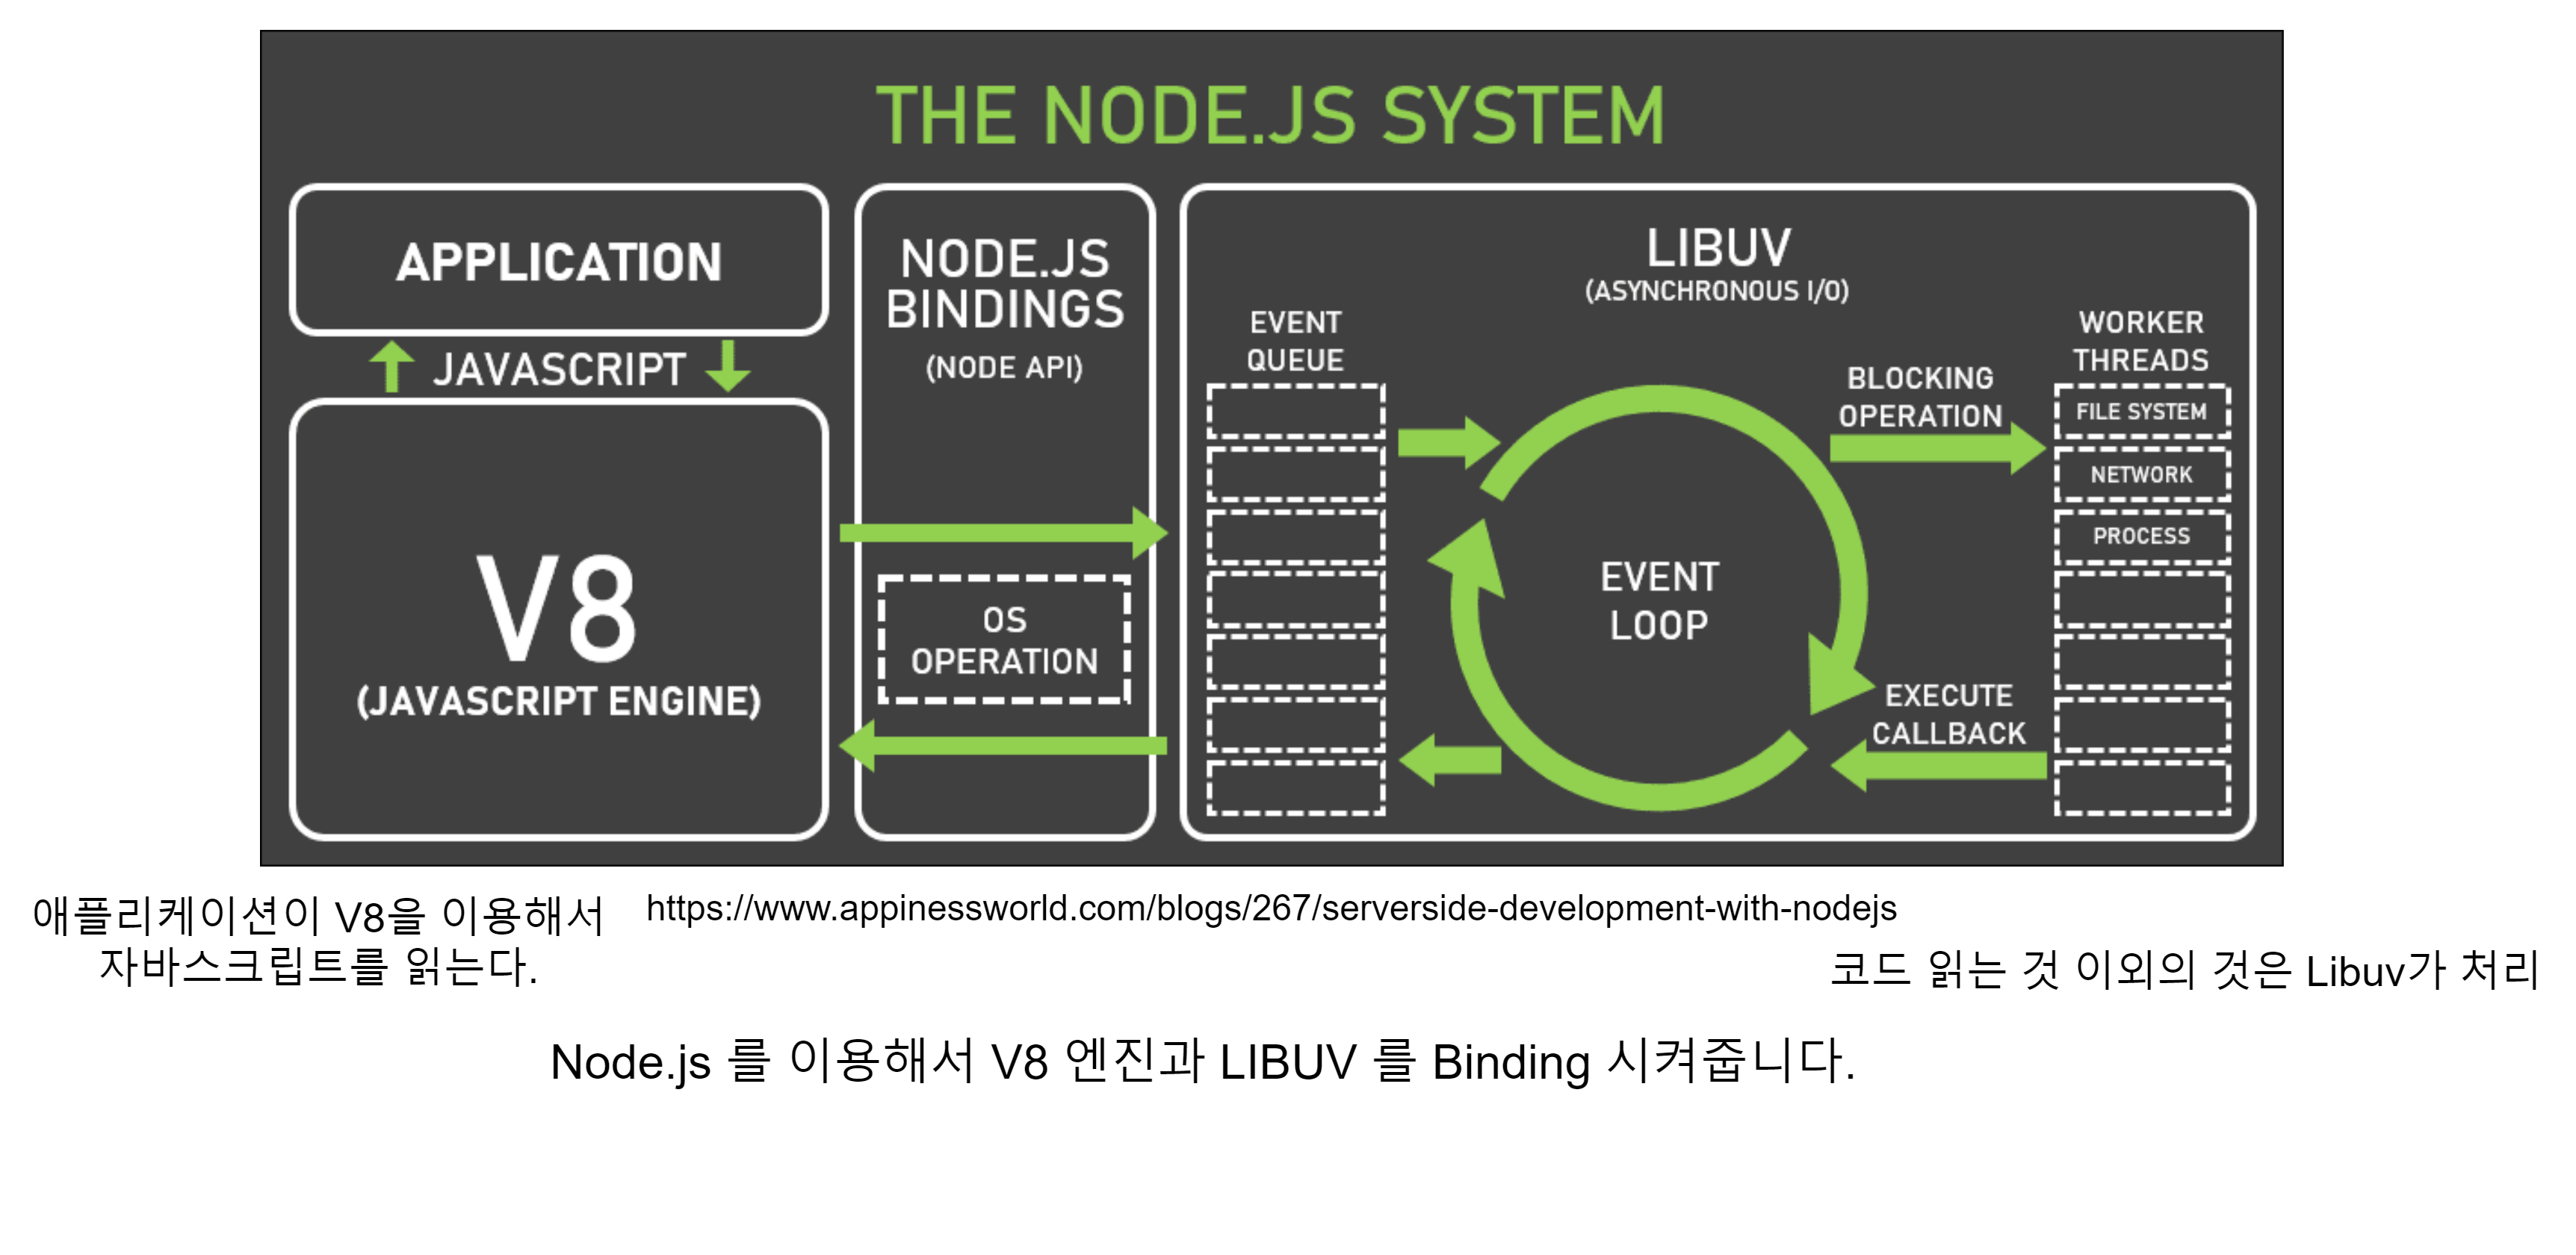 THE NODE.JS SYSTEM
APPLICATION
JAVASCRIPT
V8
(JAVASCRIPT ENGINE)
NODE.JS
BINDINGS
(NODE API)
OS
OPERATION
LIBUV
(ASYNCHRONOUS I/O)
EVENT
QUEUE
EVENT
LOOP
BLOCKING
OPERATION
EXECUTE
CALLBACK
WORKER
THREADS
FILE SYSTEM
NETWORK
PROCESS
애플리케이션이 V8을 이용해서
자바스크립트를 읽는다.
https://www.appinessworld.com/blogs/267/serverside-development-with-nodejs
코드 읽는 것 이외의 것은 Libuv가 처리
Node.js 를 이용해서 V8 엔진과 LIBUV 를 Binding 시켜줍니다.